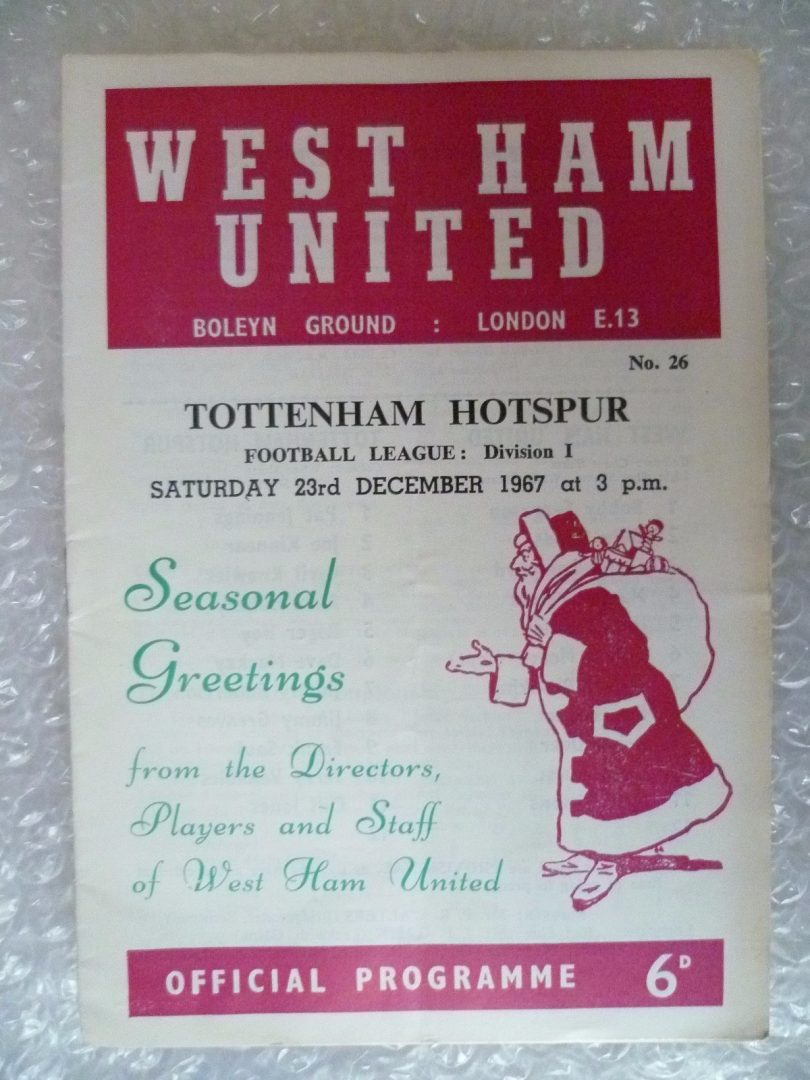 WEST HAM
UNITED
BOLEYN GROUND : LONDON E.13
No. 26
TOTTENHAM HOTSPUR
FOOTBALL LEAGUE: Division I
SATURDAY 23rd DECEMBER 1967 at 3 p.m.
Seasonal
Greetings
from the Directors,
Players and Staff
of West Ham United
OFFICIAL PROGRAMME 6D